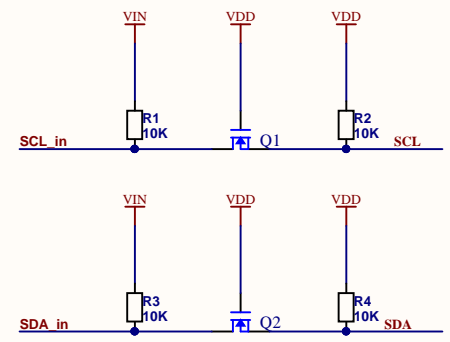 VIN VDD VDD
R1 R2
10K 10K
SCL_in Q1 SCL
VIN VDD VDD
R3 R4
10K 10K
SDA_in Q2 SDA